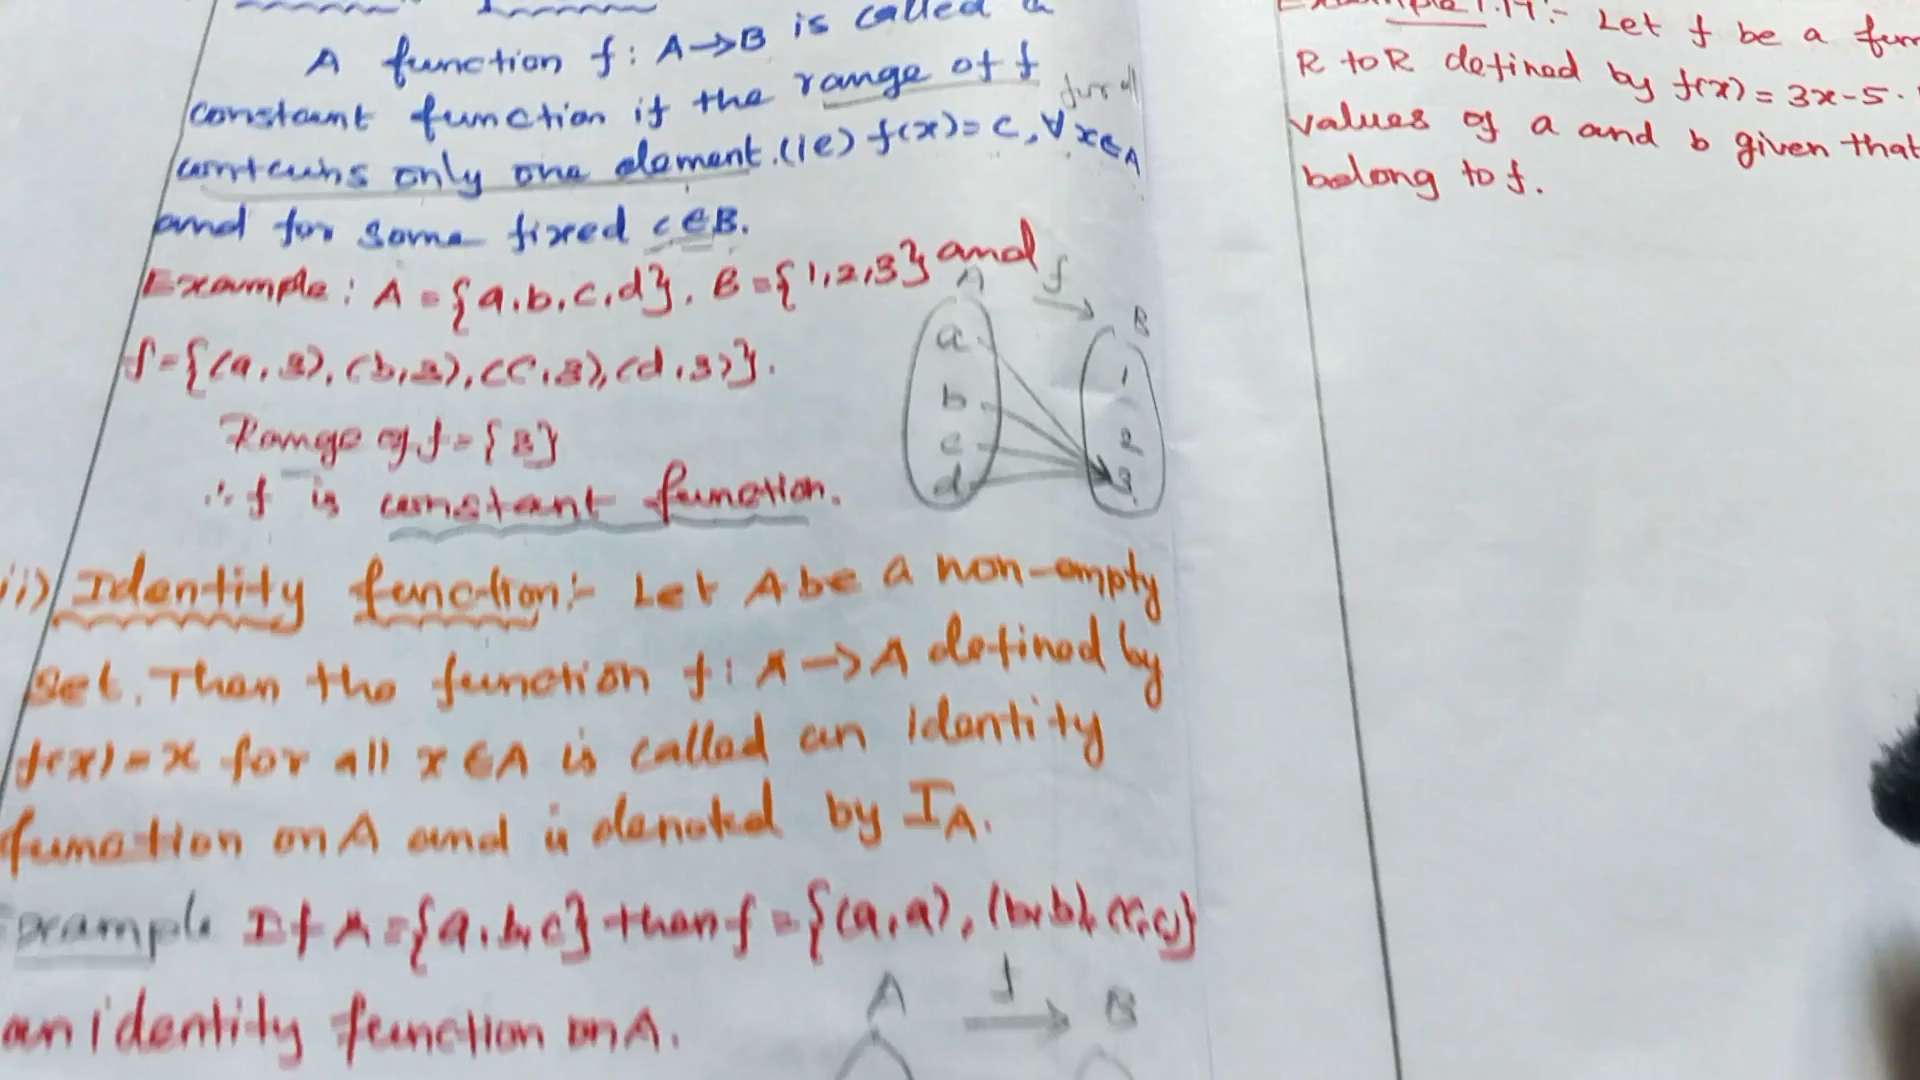 A function f: A→B is called a
constant function if the range of f
contains only one element. (ie) f(x) = c, ∀ x∈A
and for some fixed c∈B.
Example: A = {a, b, c, d}, B = {1, 2, 3} and
f = {(a, 3), (b, 3), (c, 3), (d, 3)}.
Range of f = {3}
∴ f is constant function.
A f B
a 1
b 2
c 3
d
ii) Identity function:- Let A be a non-empty
set. Then the function f: A→A defined by
f(x) = x for all x∈A is called an identity
function on A and is denoted by I_A.
Example If A = {a, b, c} then f = {(a, a), (b, b), (c, c)}
an identity function on A.
A f B
Let f be a
R to R defined by f(x) = 3x-5.
values of a and b given that
belong to f.